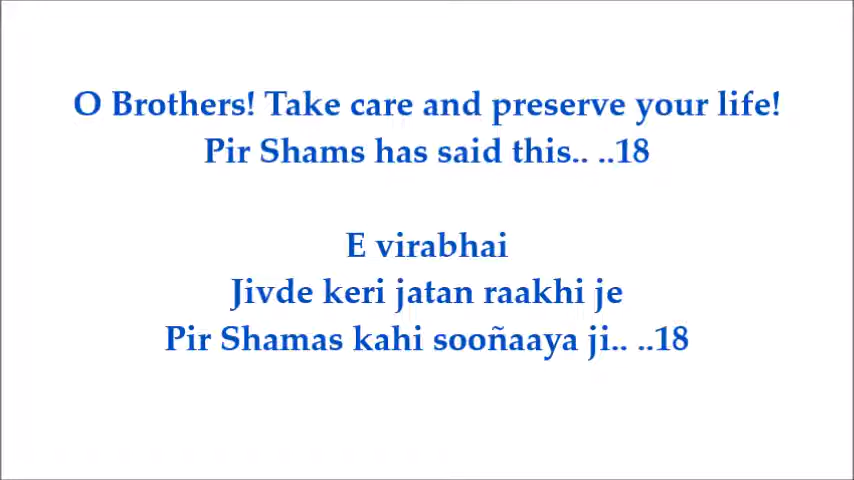 O Brothers! Take care and preserve your life!
Pir Shams has said this.. ..18
E virabhai
Jivde keri jatan raakhi je
Pir Shamas kahi sooñaaya ji.. ..18